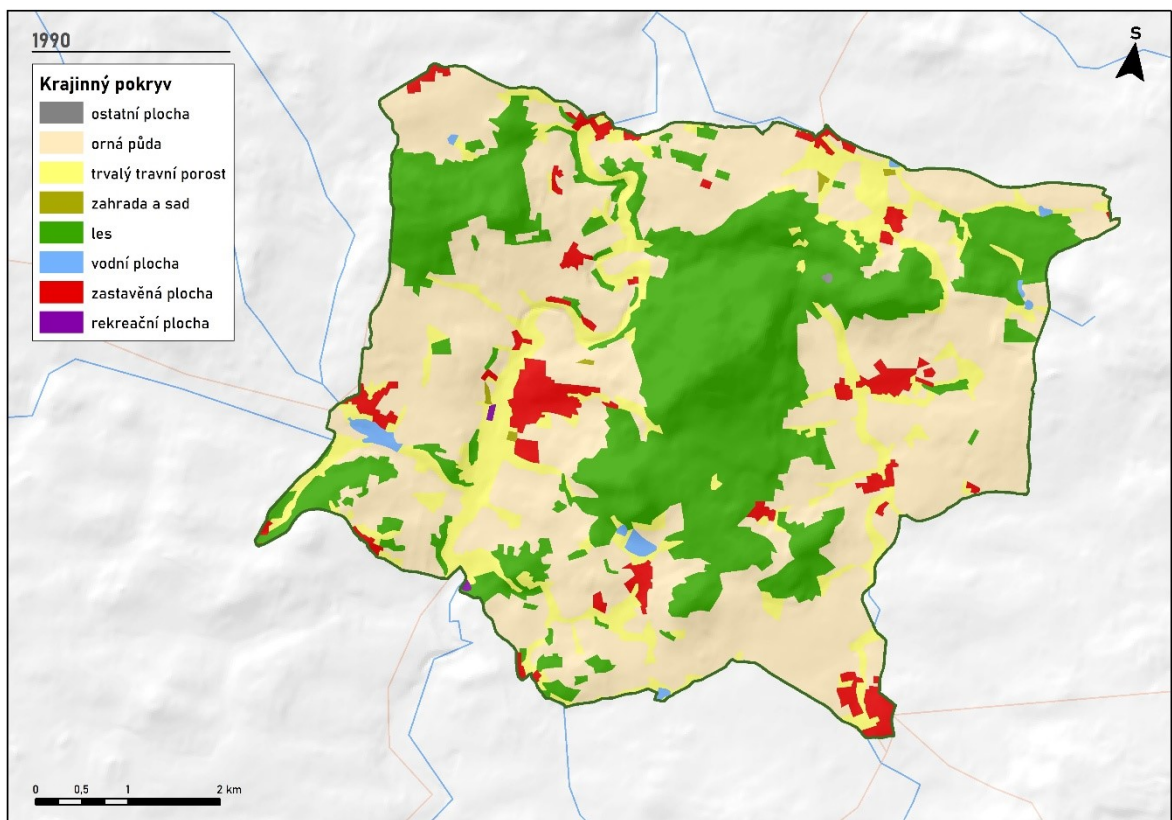 1990
Krajinný pokryv
ostatní plocha
orná půda
trvalý travní porost
zahrada a sad
les
vodní plocha
zastavěná plocha
rekreační plocha
S
0 0,5 1 2 km